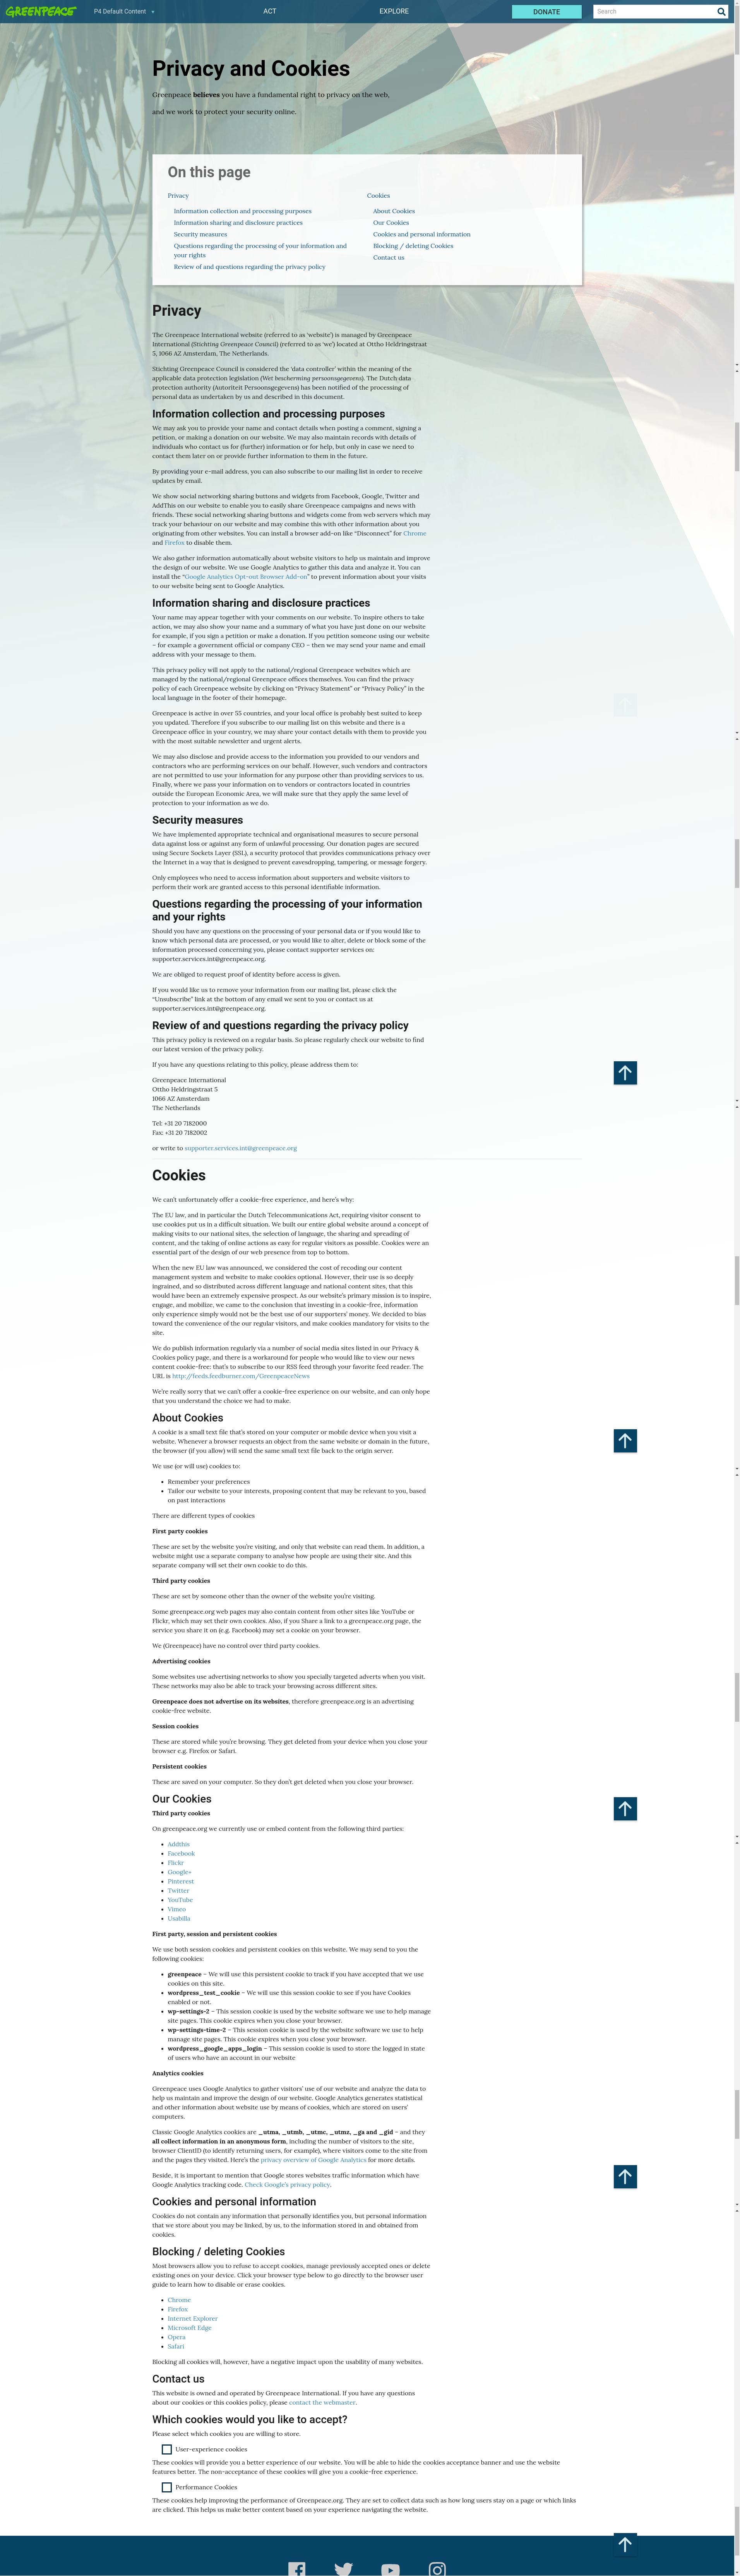 GREENPEACE
P4 Default Content
ACT
EXPLORE
DONATE
Search
Privacy and Cookies
Greenpeace believes you have a fundamental right to privacy on the web,
and we work to protect your security online.
On this page
Privacy
Information collection and processing purposes
Information sharing and disclosure practices
Security measures
Questions regarding the processing of your information and
your rights
Review of and questions regarding the privacy policy
Cookies
About Cookies
Our Cookies
Cookies and personal information
Blocking / deleting Cookies
Contact us
Privacy
The Greenpeace International website (referred to as ‘website’) is managed by Greenpeace
International (Stichting Greenpeace Council) (referred to as ‘we’) located at Ottho Heldringstraat
5, 1066 AZ Amsterdam, The Netherlands.
Stichting Greenpeace Council is considered the ‘data controller’ within the meaning of the
applicable data protection legislation (Wet bescherming persoonsgegevens). The Dutch data
protection authority (Autoriteit Persoonsgegevens) has been notified of the processing of
personal data as undertaken by us and described in this document.
Information collection and processing purposes
We may ask you to provide your name and contact details when posting a comment, signing a
petition, or making a donation on our website. We may also maintain records with details of
individuals who contact us for (further) information or for help, but only in case we need to
contact them later on or provide further information to them in the future.
By providing your e-mail address, you can also subscribe to our mailing list in order to receive
updates by email.
We show social networking sharing buttons and widgets from Facebook, Google, Twitter and
AddThis on our website to enable you to easily share Greenpeace campaigns and news with
friends. These social networking sharing buttons and widgets come from web servers which may
track your behaviour on our website and may combine this with other information about you
originating from other websites. You can install a browser add-on like “Disconnect” for Chrome
and Firefox to disable them.
We also gather information automatically about website visitors to help us maintain and improve
the design of our website. We use Google Analytics to gather this data and analyze it. You can
install the “Google Analytics Opt-out Browser Add-on” to prevent information about your visits
to our website being sent to Google Analytics.
Information sharing and disclosure practices
Your name may appear together with your comments on our website. To inspire others to take
action, we may also show your name and a summary of what you have just done on our website
for example, if you sign a petition or make a donation. If you petition someone using our website
– for example a government official or company CEO – then we may send your name and email
address with your message to them.
This privacy policy will not apply to the national/regional Greenpeace websites which are
managed by the national/regional Greenpeace offices themselves. You can find the privacy
policy of each Greenpeace website by clicking on “Privacy Statement” or “Privacy Policy” in the
local language in the footer of their homepage.
Greenpeace is active in over 55 countries, and your local office is probably best suited to keep
you updated. Therefore if you subscribe to our mailing list on this website and there is a
Greenpeace office in your country, we may share your contact details with them to provide you
with the most suitable newsletter and urgent alerts.
We may also disclose and provide access to the information you provided to our vendors and
contractors who are performing services on our behalf. However, such vendors and contractors
are not permitted to use your information for any purpose other than providing services to us.
Finally, where we pass your information on to vendors or contractors located in countries
outside the European Economic Area, we will make sure that they apply the same level of
protection to your information as we do.
Security measures
We have implemented appropriate technical and organisational measures to secure personal
data against loss or against any form of unlawful processing. Our donation pages are secured
using Secure Sockets Layer (SSL), a security protocol that provides communications privacy over
the Internet in a way that is designed to prevent eavesdropping, tampering, or message forgery.
Only employees who need to access information about supporters and website visitors to
perform their work are granted access to this personal identifiable information.
Questions regarding the processing of your information
and your rights
Should you have any questions on the processing of your personal data or if you would like to
know which personal data are processed, or you would like to alter, delete or block some of the
information processed concerning you, please contact supporter services on:
supporter.services.int@greenpeace.org.
We are obliged to request proof of identity before access is given.
If you would like us to remove your information from our mailing list, please click the
“Unsubscribe” link at the bottom of any email we sent to you or contact us at
supporter.services.int@greenpeace.org.
Review of and questions regarding the privacy policy
This privacy policy is reviewed on a regular basis. So please regularly check our website to find
our latest version of the privacy policy.
If you have any questions relating to this policy, please address them to:
Greenpeace International
Ottho Heldringstraat 5
1066 AZ Amsterdam
The Netherlands
Tel: +31 20 7182000
Fax: +31 20 7182002
or write to supporter.services.int@greenpeace.org
Cookies
We can’t unfortunately offer a cookie-free experience, and here’s why:
The EU law, and in particular the Dutch Telecommunications Act, requiring visitor consent to
use cookies put us in a difficult situation. We built our entire global website around a concept of
making visits to our national sites, the selection of language, the sharing and spreading of
content, and the taking of online actions as easy for regular visitors as possible. Cookies were an
essential part of the design of our web presence from top to bottom.
When the new EU law was announced, we considered the cost of recoding our content
management system and website to make cookies optional. However, their use is so deeply
ingrained, and so distributed across different language and national content sites, that this
would have been an extremely expensive prospect. As our website’s primary mission is to inspire,
engage, and mobilize, we came to the conclusion that investing in a cookie-free, information
only experience simply would not be the best use of our supporters’ money. We decided to bias
toward the convenience of the our regular visitors, and make cookies mandatory for visits to the
site.
We do publish information regularly via a number of social media sites listed in our Privacy &
Cookies policy page, and there is a workaround for people who would like to view our news
content cookie-free: that’s to subscribe to our RSS feed through your favorite feed reader. The
URL is http://feeds.feedburner.com/GreenpeaceNews
We’re really sorry that we can’t offer a cookie-free experience on our website, and can only hope
that you understand the choice we had to make.
About Cookies
A cookie is a small text file that’s stored on your computer or mobile device when you visit a
website. Whenever a browser requests an object from the same website or domain in the future,
the browser (if you allow) will send the same small text file back to the origin server.
We use (or will use) cookies to:
Remember your preferences
Tailor our website to your interests, proposing content that may be relevant to you, based
on past interactions
There are different types of cookies
First party cookies
These are set by the website you’re visiting, and only that website can read them. In addition, a
website might use a separate company to analyse how people are using their site. And this
separate company will set their own cookie to do this.
Third party cookies
These are set by someone other than the owner of the website you’re visiting.
Some greenpeace.org web pages may also contain content from other sites like YouTube or
Flickr, which may set their own cookies. Also, if you Share a link to a greenpeace.org page, the
service you share it on (e.g. Facebook) may set a cookie on your browser.
We (Greenpeace) have no control over third party cookies.
Advertising cookies
Some websites use advertising networks to show you specially targeted adverts when you visit.
These networks may also be able to track your browsing across different sites.
Greenpeace does not advertise on its websites, therefore greenpeace.org is an advertising
cookie-free website.
Session cookies
These are stored while you’re browsing. They get deleted from your device when you close your
browser e.g. Firefox or Safari.
Persistent cookies
These are saved on your computer. So they don’t get deleted when you close your browser.
Our Cookies
Third party cookies
On greenpeace.org we currently use or embed content from the following third parties:
Addthis
Facebook
Flickr
Google+
Pinterest
Twitter
YouTube
Vimeo
Usabilla
First party, session and persistent cookies
We use both session cookies and persistent cookies on this website. We may send to you the
following cookies:
greenpeace – We will use this persistent cookie to track if you have accepted that we use
cookies on this site.
wordpress_test_cookie – We will use this session cookie to see if you have Cookies
enabled or not.
wp-settings-2 – This session cookie is used by the website software we use to help manage
site pages. This cookie expires when you close your browser.
wp-settings-time-2 – This session cookie is used by the website software we use to help
manage site pages. This cookie expires when you close your browser.
wordpress_google_apps_login – This session cookie is used to store the logged in state
of users who have an account in our website
Analytics cookies
Greenpeace uses Google Analytics to gather visitors’ use of our website and analyze the data to
help us maintain and improve the design of our website. Google Analytics generates statistical
and other information about website use by means of cookies, which are stored on users’
computers.
Classic Google Analytics cookies are _utma, _utmb, _utmc, _utmz, _ga and _gid – and they
all collect information in an anonymous form, including the number of visitors to the site,
browser ClientID (to identify returning users, for example), where visitors come to the site from
and the pages they visited. Here’s the privacy overview of Google Analytics for more details.
Beside, it is important to mention that Google stores websites traffic information which have
Google Analytics tracking code. Check Google’s privacy policy.
Cookies and personal information
Cookies do not contain any information that personally identifies you, but personal information
that we store about you may be linked, by us, to the information stored in and obtained from
cookies.
Blocking / deleting Cookies
Most browsers allow you to refuse to accept cookies, manage previously accepted ones or delete
existing ones on your device. Click your browser type below to go directly to the browser user
guide to learn how to disable or erase cookies.
Chrome
Firefox
Internet Explorer
Microsoft Edge
Opera
Safari
Blocking all cookies will, however, have a negative impact upon the usability of many websites.
Contact us
This website is owned and operated by Greenpeace International. If you have any questions
about our cookies or this cookies policy, please contact the webmaster.
Which cookies would you like to accept?
Please select which cookies you are willing to store.
User-experience cookies
These cookies will provide you a better experience of our website. You will be able to hide the cookies acceptance banner and use the website
features better. The non-acceptance of these cookies will give you a cookie-free experience.
Performance Cookies
These cookies help improving the performance of Greenpeace.org. They are set to collect data such as how long users stay on a page or which links
are clicked. This helps us make better content based on your experience navigating the website.